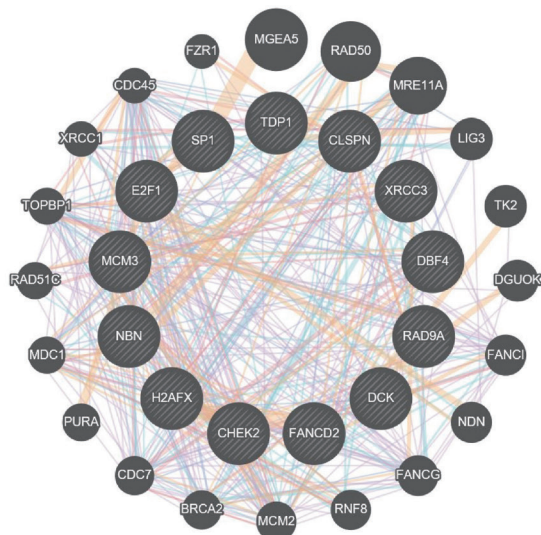 MGEA5
FZR1
RAD50
MRE11A
CDC45
SP1
TDP1
CLSPN
LIG3
XRCC1
E2F1
XRCC3
TK2
TOPBP1
MCM3
DBF4
RAD51C
DGUOK
NBN
RAD9A
MDC1
FANCI
H2AFX
DCK
PURA
CHEK2
FANCD2
NDN
CDC7
FANCG
BRCA2
MCM2
RNF8